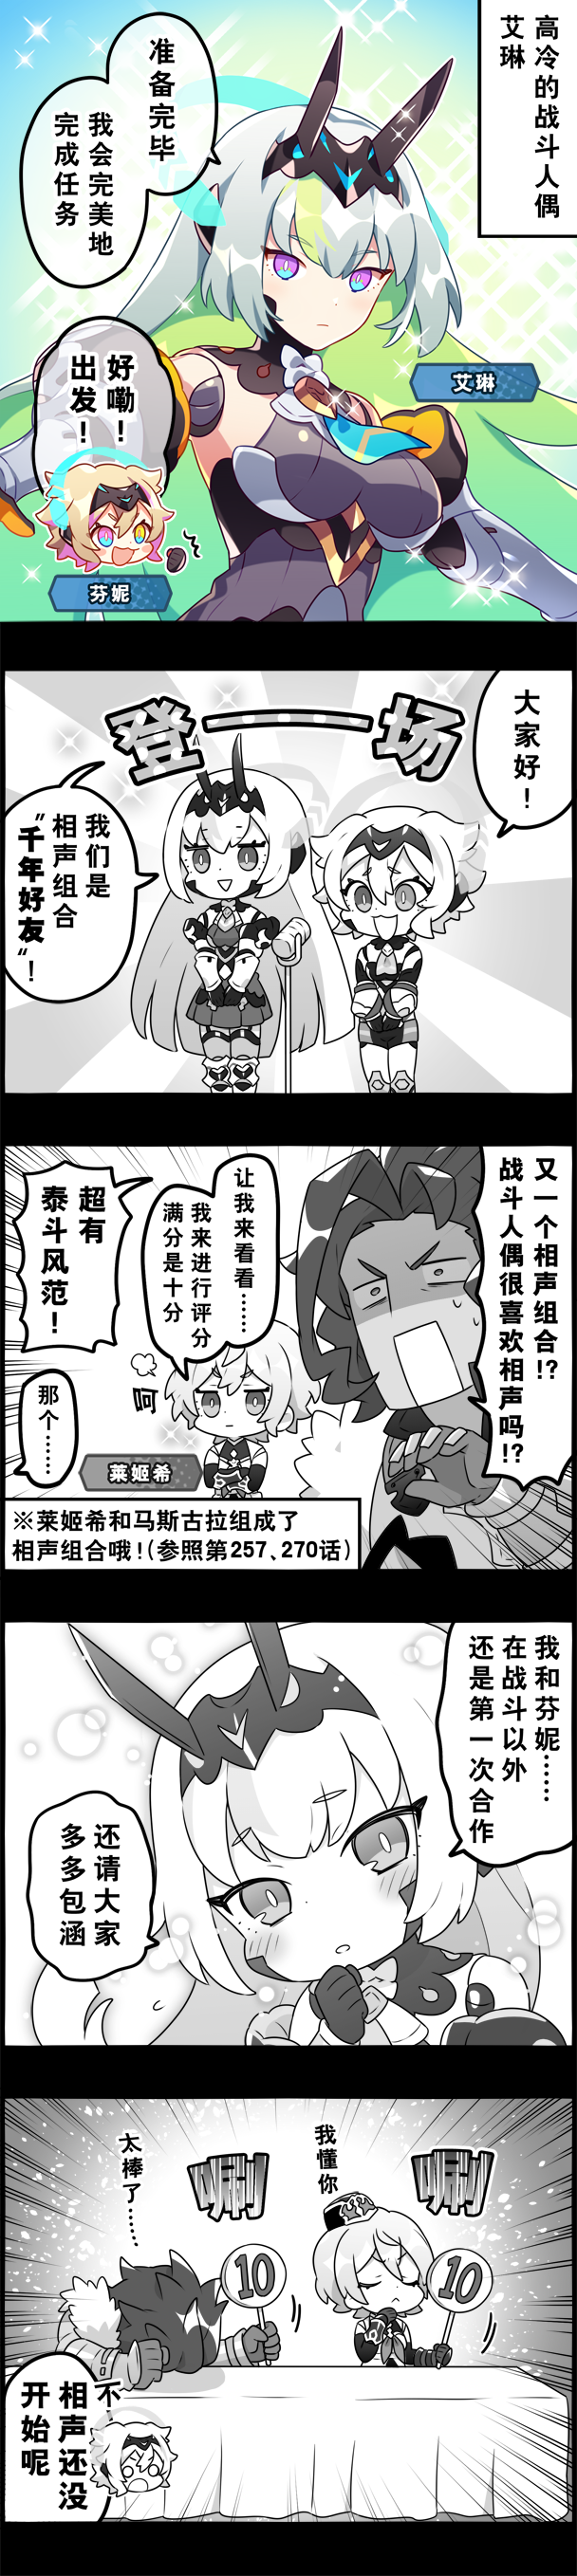 高冷的战斗人偶
艾琳
准备完毕
我会完美地
完成任务
艾琳
好嘞！
出发！
芬妮
大家好！
登——场
我们是
相声组合
“千年好友”！
又一个相声组合!?
战斗人偶很喜欢相声吗!?
让我来看看……
我来进行评分
满分是十分
超有
泰斗风范！
呵
那个……
莱姬希
※莱姬希和马斯古拉组成了
相声组合哦！（参照第257、270话）
我和芬妮……
在战斗以外
还是第一次合作
还请大家
多多包涵
唰
我懂你
10
唰
太棒了……
10
不，
相声还没
开始呢